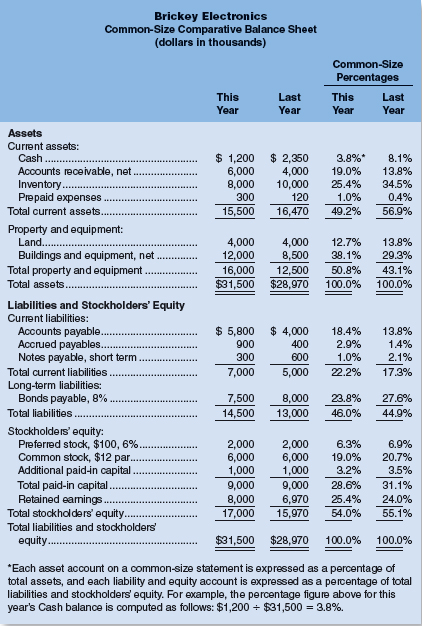 Brickey Electronics
Common-Size Comparative Balance Sheet
(dollars in thousands)
Common-Size
Percentages
This Year Last Year This Year Last Year
Assets
Current assets:
Cash ........ $ 1,200 $ 2,350 3.8%* 8.1%
Accounts receivable, net ........ 6,000 4,000 19.0% 13.8%
Inventory ........ 8,000 10,000 25.4% 34.5%
Prepaid expenses ........ 300 120 1.0% 0.4%
Total current assets ........ 15,500 16,470 49.2% 56.9%
Property and equipment:
Land ........ 4,000 4,000 12.7% 13.8%
Buildings and equipment, net ........ 12,000 8,500 38.1% 29.3%
Total property and equipment ........ 16,000 12,500 50.8% 43.1%
Total assets ........ $31,500 $28,970 100.0% 100.0%
Liabilities and Stockholders' Equity
Current liabilities:
Accounts payable ........ $ 5,800 $ 4,000 18.4% 13.8%
Accrued payables ........ 900 400 2.9% 1.4%
Notes payable, short term ........ 300 600 1.0% 2.1%
Total current liabilities ........ 7,000 5,000 22.2% 17.3%
Long-term liabilities:
Bonds payable, 8% ........ 7,500 8,000 23.8% 27.6%
Total liabilities ........ 14,500 13,000 46.0% 44.9%
Stockholders' equity:
Preferred stock, $100, 6% ........ 2,000 2,000 6.3% 6.9%
Common stock, $12 par ........ 6,000 6,000 19.0% 20.7%
Additional paid-in capital ........ 1,000 1,000 3.2% 3.5%
Total paid-in capital ........ 9,000 9,000 28.6% 31.1%
Retained earnings ........ 8,000 6,970 25.4% 24.0%
Total stockholders' equity ........ 17,000 15,970 54.0% 55.1%
Total liabilities and stockholders'
equity ........ $31,500 $28,970 100.0% 100.0%
*Each asset account on a common-size statement is expressed as a percentage of
total assets, and each liability and equity account is expressed as a percentage of total
liabilities and stockholders' equity. For example, the percentage figure above for this
year's Cash balance is computed as follows: $1,200 ÷ $31,500 = 3.8%.